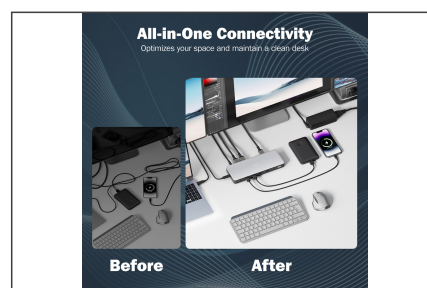 All-in-One Connectivity
Optimizes your space and maintain a clean desk
Before
After